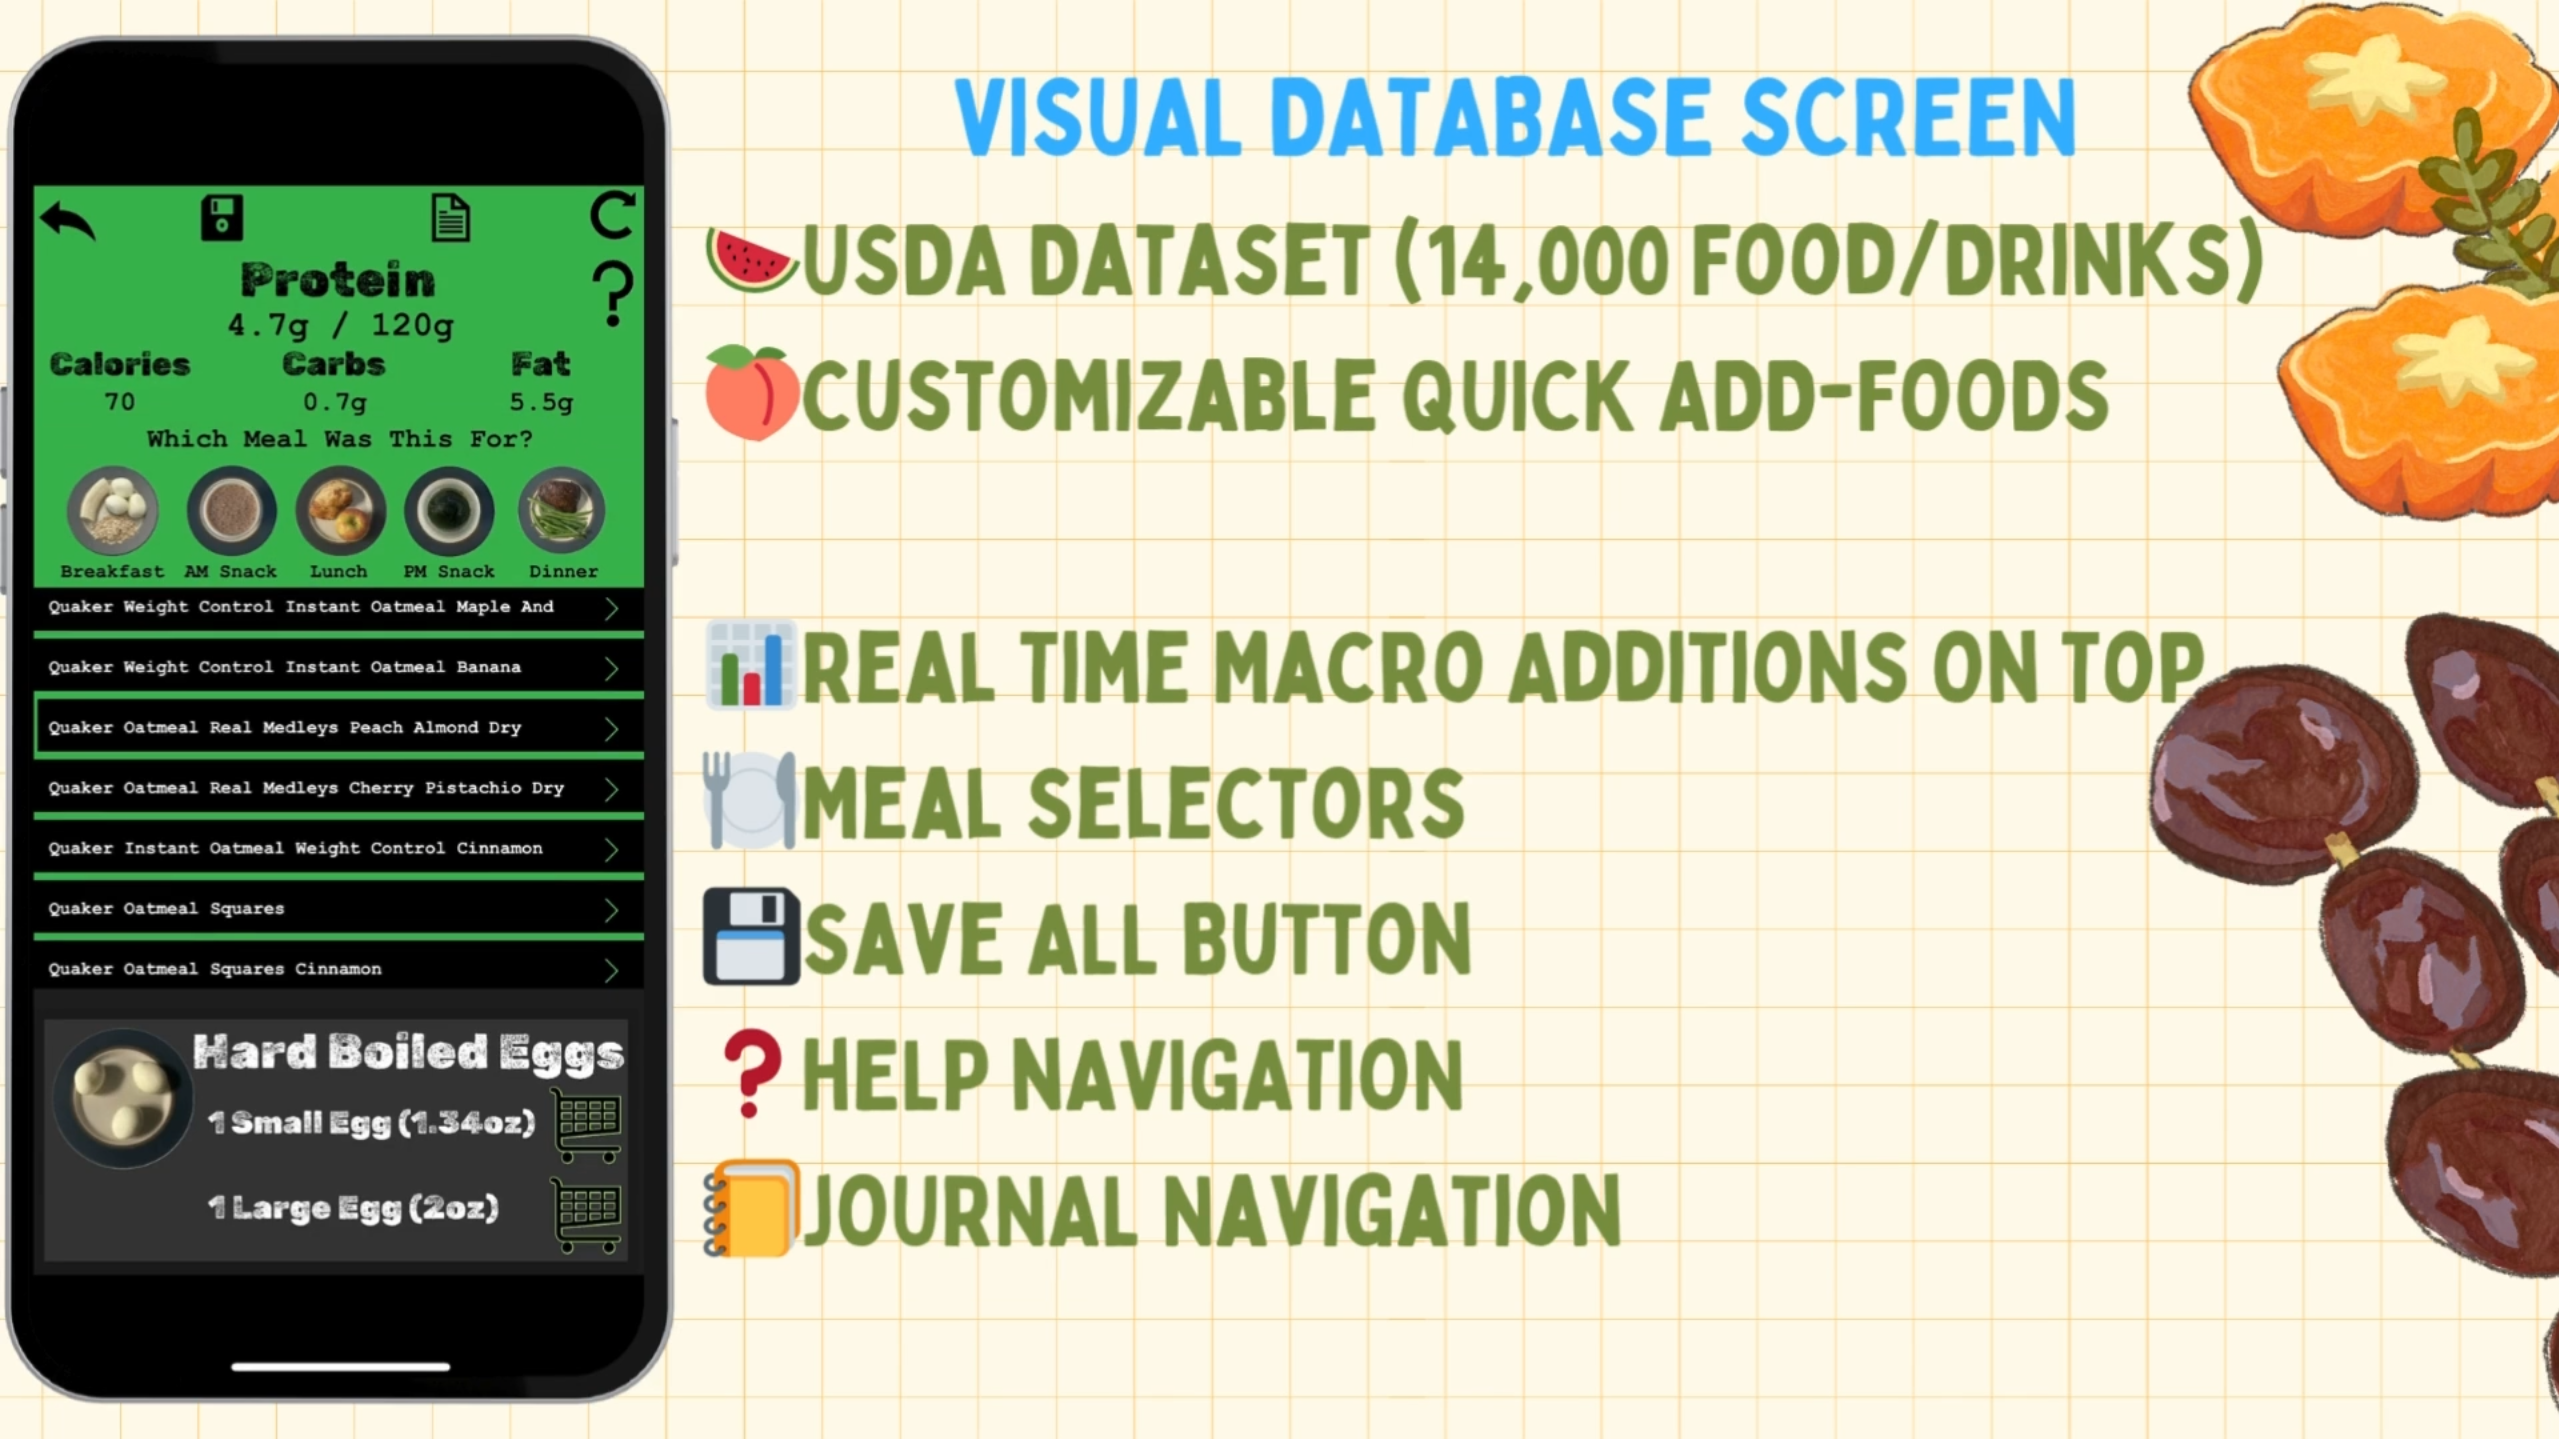 Protein
4.7g / 120g
Calories Carbs Fat
70 0.7g 5.5g
Which Meal Was This For?
Breakfast AM Snack Lunch PM Snack Dinner
Quaker Weight Control Instant Oatmeal Maple And
Quaker Weight Control Instant Oatmeal Banana
Quaker Oatmeal Real Medleys Peach Almond Dry
Quaker Oatmeal Real Medleys Cherry Pistachio Dry
Quaker Instant Oatmeal Weight Control Cinnamon
Quaker Oatmeal Squares
Quaker Oatmeal Squares Cinnamon
Hard Boiled Eggs
1 Small Egg (1.34oz)
1 Large Egg (2oz)
VISUAL DATABASE SCREEN
USDA DATASET (14,000 FOOD/DRINKS)
CUSTOMIZABLE QUICK ADD-FOODS
REAL TIME MACRO ADDITIONS ON TOP
MEAL SELECTORS
SAVE ALL BUTTON
HELP NAVIGATION
JOURNAL NAVIGATION